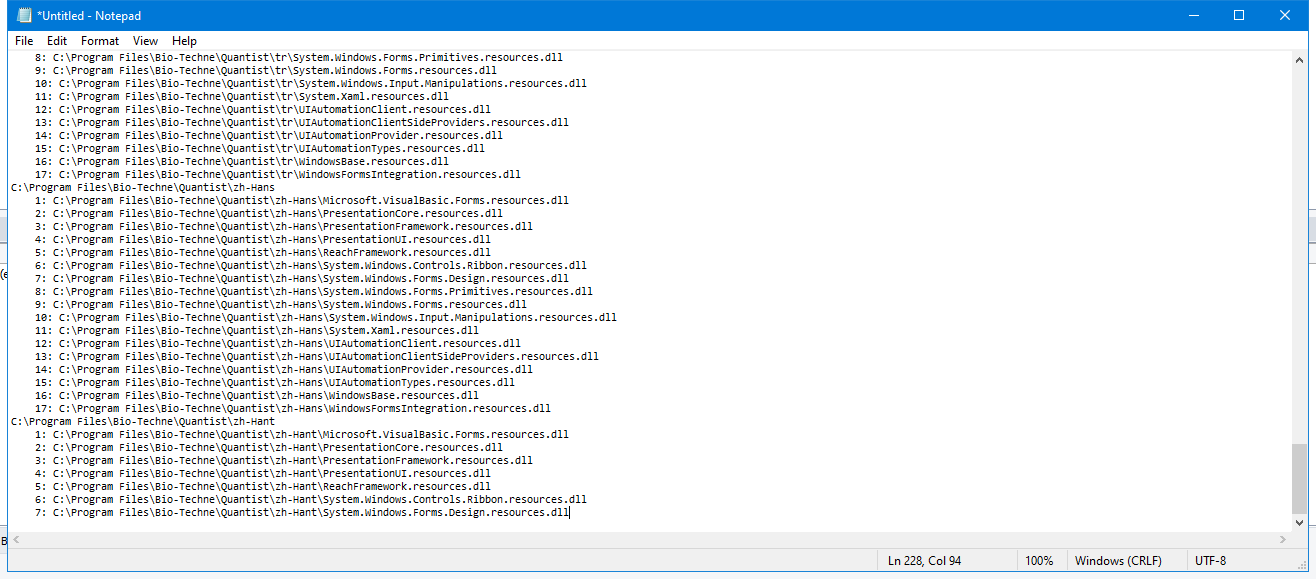 *Untitled - Notepad
File Edit Format View Help
8: C:\Program Files\Bio-Techne\Quantist\tr\System.Windows.Forms.Primitives.resources.dll
9: C:\Program Files\Bio-Techne\Quantist\tr\System.Windows.Forms.resources.dll
10: C:\Program Files\Bio-Techne\Quantist\tr\System.Windows.Input.Manipulations.resources.dll
11: C:\Program Files\Bio-Techne\Quantist\tr\System.Xaml.resources.dll
12: C:\Program Files\Bio-Techne\Quantist\tr\UIAutomationClient.resources.dll
13: C:\Program Files\Bio-Techne\Quantist\tr\UIAutomationClientSideProviders.resources.dll
14: C:\Program Files\Bio-Techne\Quantist\tr\UIAutomationProvider.resources.dll
15: C:\Program Files\Bio-Techne\Quantist\tr\UIAutomationTypes.resources.dll
16: C:\Program Files\Bio-Techne\Quantist\tr\WindowsBase.resources.dll
17: C:\Program Files\Bio-Techne\Quantist\tr\WindowsFormsIntegration.resources.dll
C:\Program Files\Bio-Techne\Quantist\zh-Hans
1: C:\Program Files\Bio-Techne\Quantist\zh-Hans\Microsoft.VisualBasic.Forms.resources.dll
2: C:\Program Files\Bio-Techne\Quantist\zh-Hans\PresentationCore.resources.dll
3: C:\Program Files\Bio-Techne\Quantist\zh-Hans\PresentationFramework.resources.dll
4: C:\Program Files\Bio-Techne\Quantist\zh-Hans\PresentationUI.resources.dll
5: C:\Program Files\Bio-Techne\Quantist\zh-Hans\ReachFramework.resources.dll
6: C:\Program Files\Bio-Techne\Quantist\zh-Hans\System.Windows.Controls.Ribbon.resources.dll
7: C:\Program Files\Bio-Techne\Quantist\zh-Hans\System.Windows.Forms.Design.resources.dll
8: C:\Program Files\Bio-Techne\Quantist\zh-Hans\System.Windows.Forms.Primitives.resources.dll
9: C:\Program Files\Bio-Techne\Quantist\zh-Hans\System.Windows.Forms.resources.dll
10: C:\Program Files\Bio-Techne\Quantist\zh-Hans\System.Windows.Input.Manipulations.resources.dll
11: C:\Program Files\Bio-Techne\Quantist\zh-Hans\System.Xaml.resources.dll
12: C:\Program Files\Bio-Techne\Quantist\zh-Hans\UIAutomationClient.resources.dll
13: C:\Program Files\Bio-Techne\Quantist\zh-Hans\UIAutomationClientSideProviders.resources.dll
14: C:\Program Files\Bio-Techne\Quantist\zh-Hans\UIAutomationProvider.resources.dll
15: C:\Program Files\Bio-Techne\Quantist\zh-Hans\UIAutomationTypes.resources.dll
16: C:\Program Files\Bio-Techne\Quantist\zh-Hans\WindowsBase.resources.dll
17: C:\Program Files\Bio-Techne\Quantist\zh-Hans\WindowsFormsIntegration.resources.dll
C:\Program Files\Bio-Techne\Quantist\zh-Hant
1: C:\Program Files\Bio-Techne\Quantist\zh-Hant\Microsoft.VisualBasic.Forms.resources.dll
2: C:\Program Files\Bio-Techne\Quantist\zh-Hant\PresentationCore.resources.dll
3: C:\Program Files\Bio-Techne\Quantist\zh-Hant\PresentationFramework.resources.dll
4: C:\Program Files\Bio-Techne\Quantist\zh-Hant\PresentationUI.resources.dll
5: C:\Program Files\Bio-Techne\Quantist\zh-Hant\ReachFramework.resources.dll
6: C:\Program Files\Bio-Techne\Quantist\zh-Hant\System.Windows.Controls.Ribbon.resources.dll
7: C:\Program Files\Bio-Techne\Quantist\zh-Hant\System.Windows.Forms.Design.resources.dll
Ln 228, Col 94 100% Windows (CRLF) UTF-8